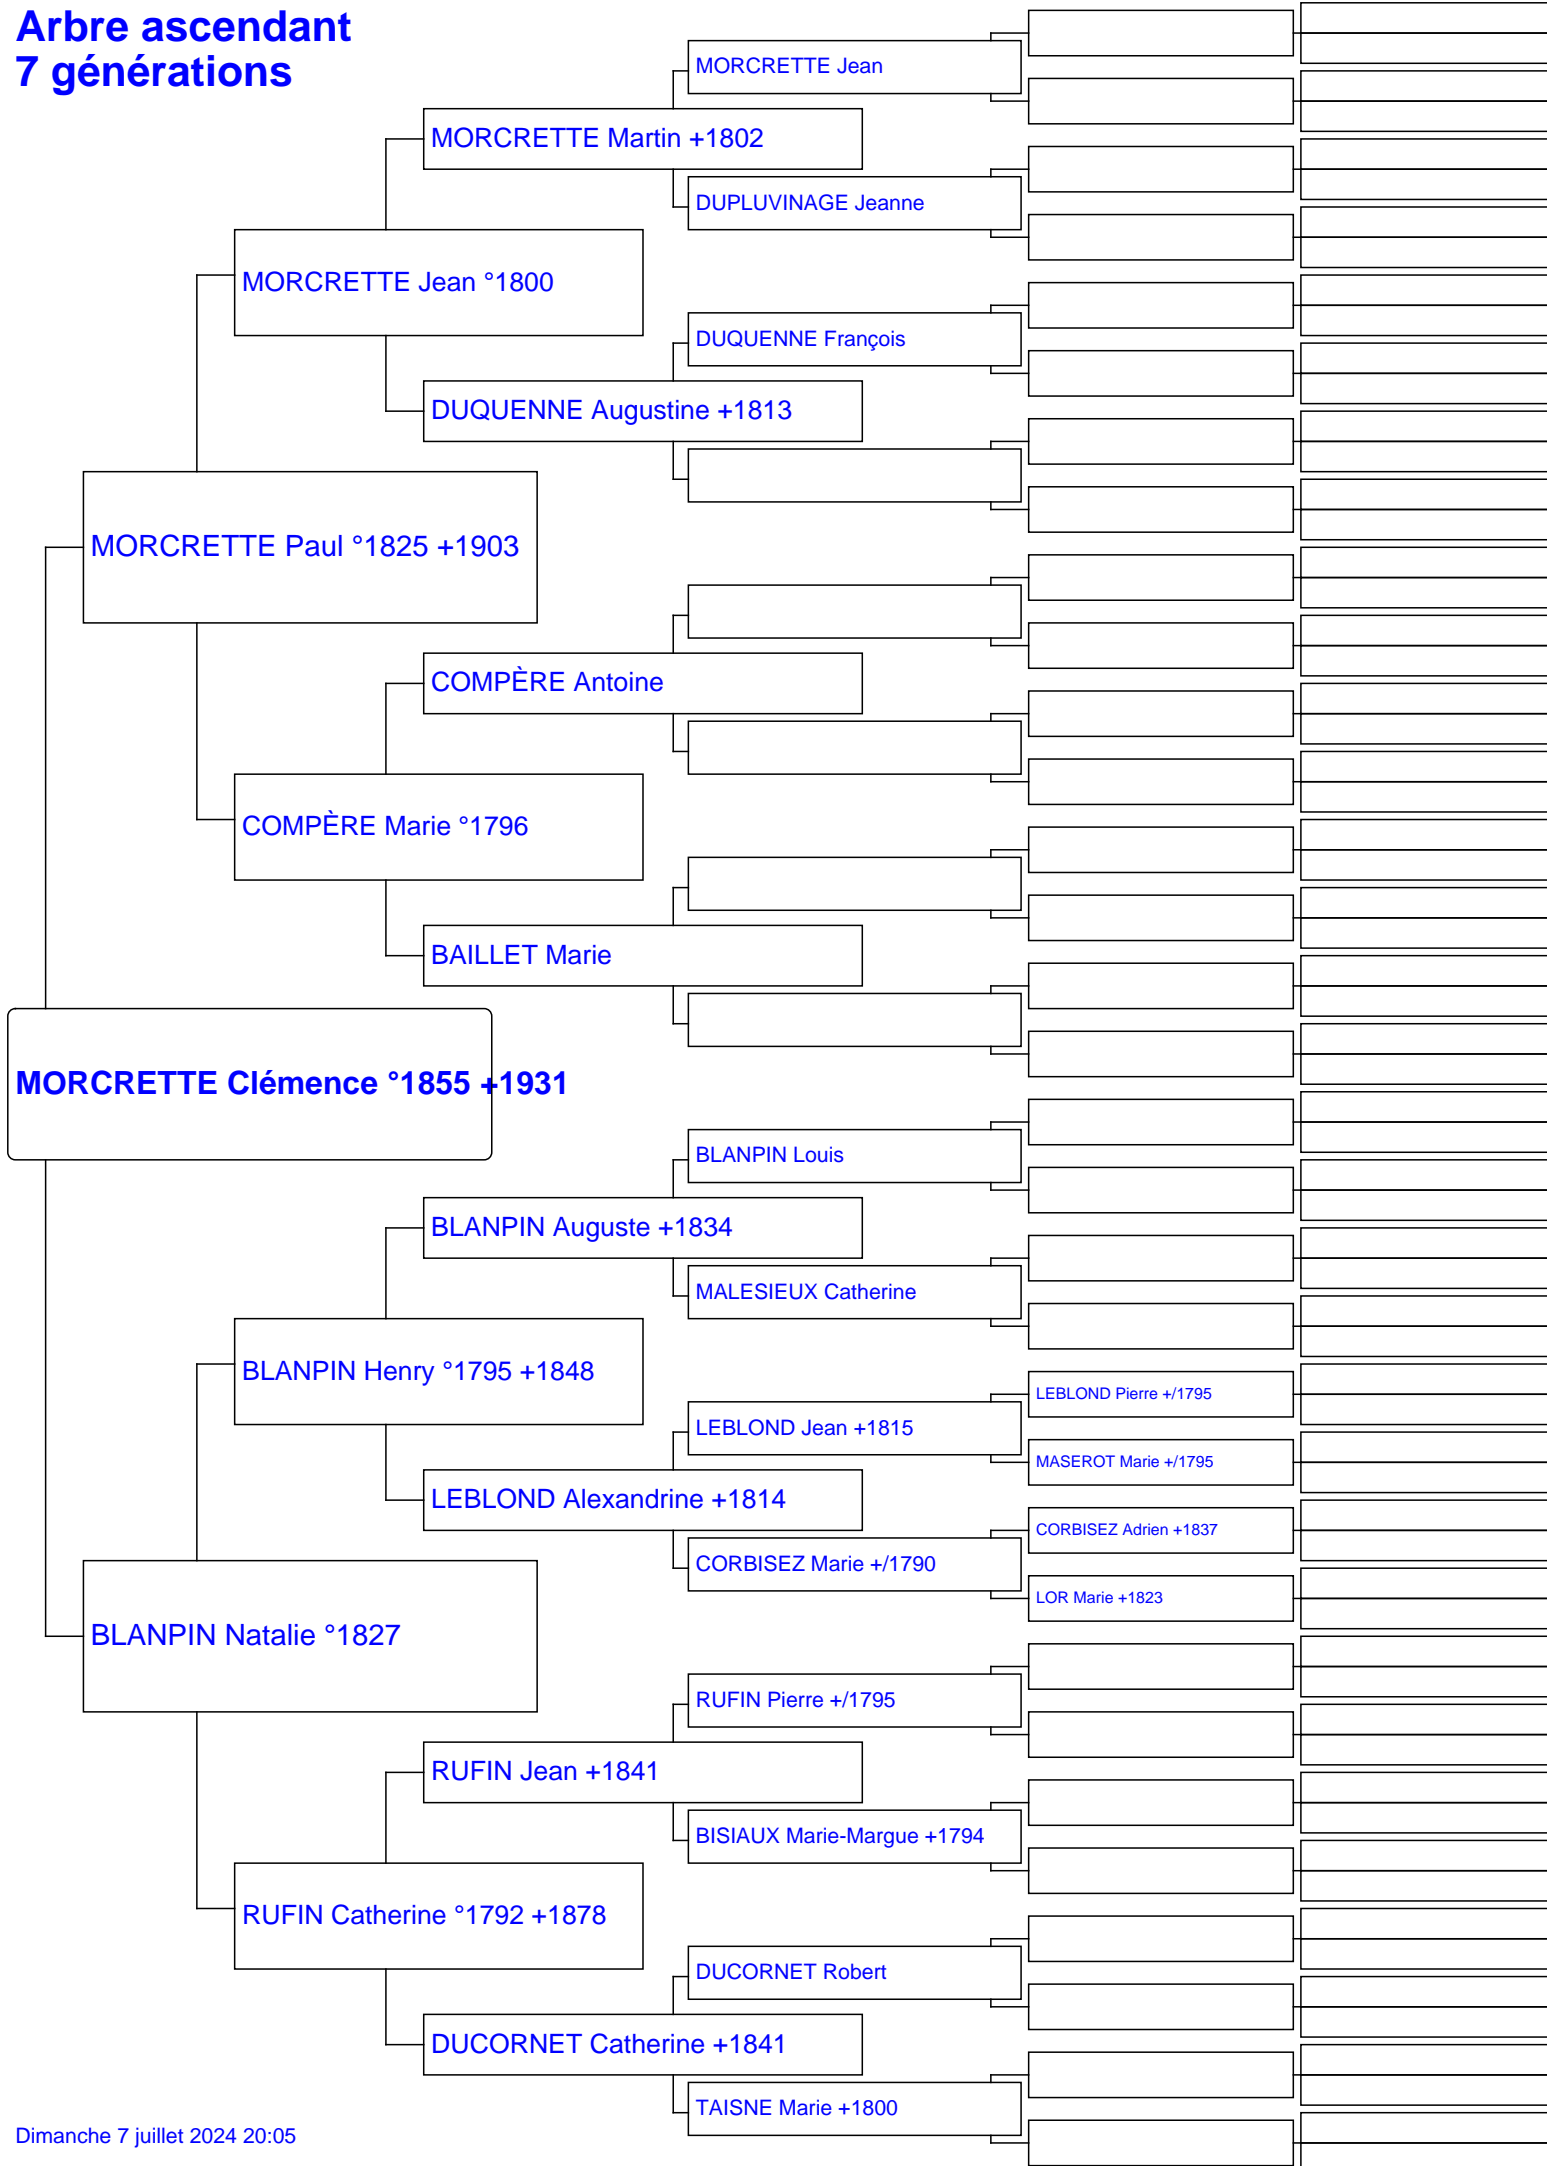 Arbre ascendant
7 générations
MORCRETTE Jean
MORCRETTE Martin +1802
DUPLUVINAGE Jeanne
MORCRETTE Jean °1800
DUQUENNE François
DUQUENNE Augustine +1813
MORCRETTE Paul °1825 +1903
COMPÈRE Antoine
COMPÈRE Marie °1796
BAILLET Marie
MORCRETTE Clémence °1855 +1931
BLANPIN Louis
BLANPIN Auguste +1834
MALESIEUX Catherine
BLANPIN Henry °1795 +1848
LEBLOND Pierre +/1795
LEBLOND Jean +1815
MASEROT Marie +/1795
LEBLOND Alexandrine +1814
CORBISEZ Adrien +1837
CORBISEZ Marie +/1790
LOR Marie +1823
BLANPIN Natalie °1827
RUFIN Pierre +/1795
RUFIN Jean +1841
BISIAUX Marie-Margue +1794
RUFIN Catherine °1792 +1878
DUCORNET Robert
DUCORNET Catherine +1841
TAISNE Marie +1800
Dimanche 7 juillet 2024 20:05